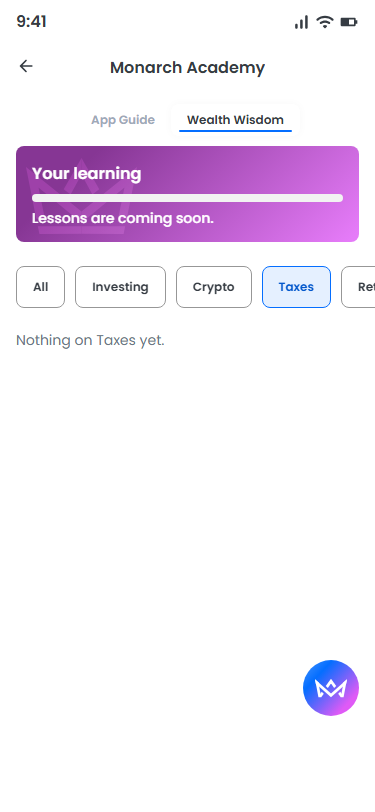 9:41
Monarch Academy
App Guide Wealth Wisdom
Your learning
Lessons are coming soon.
All Investing Crypto Taxes Ret
Nothing on Taxes yet.